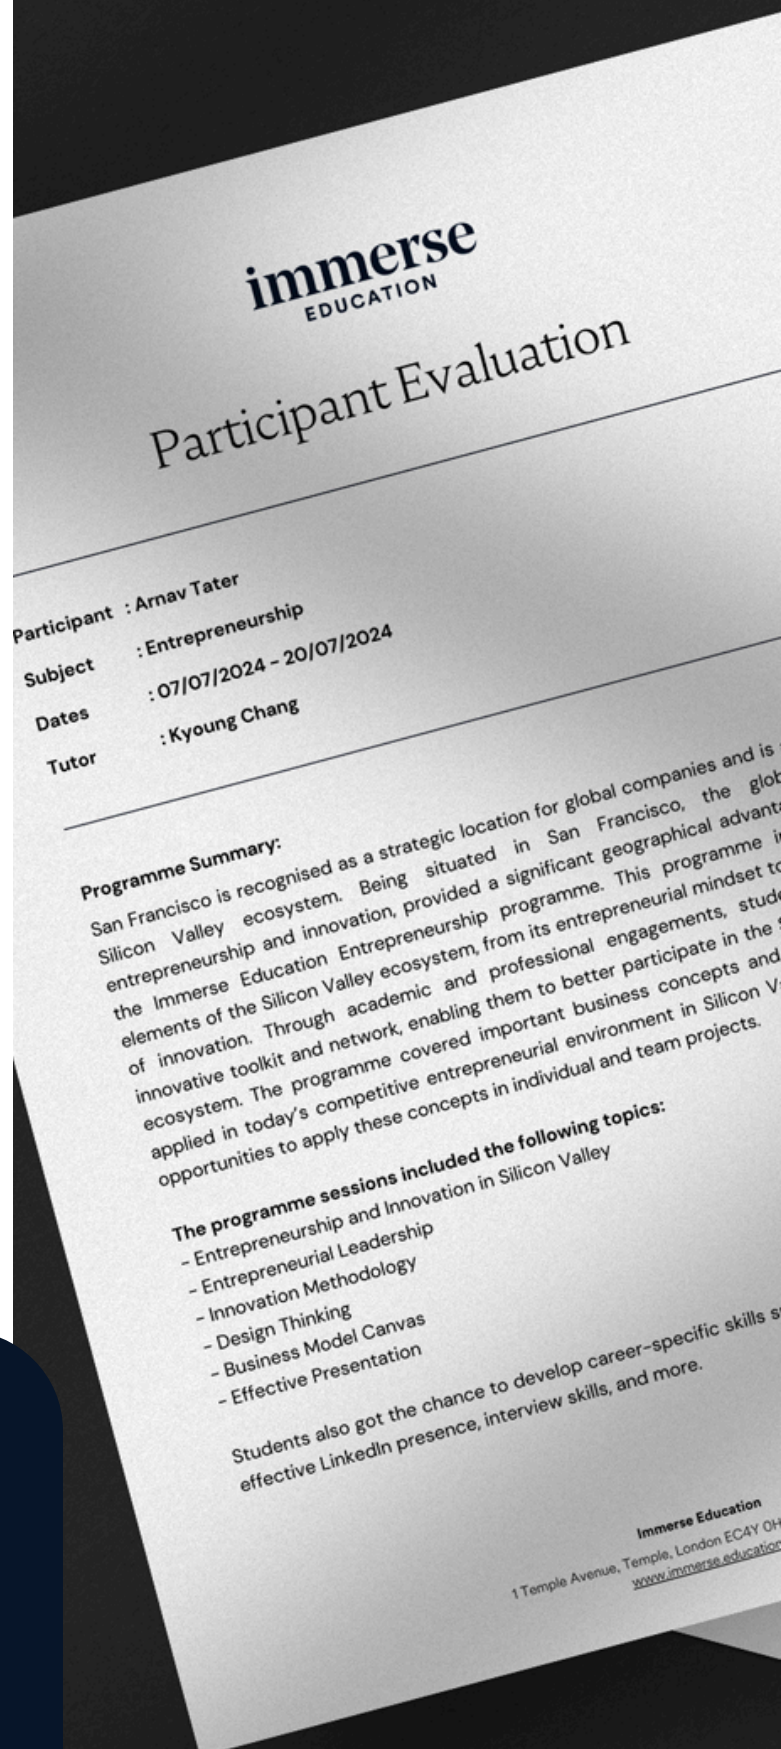 immerse
EDUCATION
Participant Evaluation
Participant : Arnav Tater
Subject : Entrepreneurship
Dates : 07/07/2024 – 20/07/2024
Tutor : Kyoung Chang
Programme Summary:
San Francisco is recognised as a strategic location for global companies and is
Silicon Valley ecosystem. Being situated in San Francisco, the
entrepreneurship and innovation, provided a significant geographical
the Immerse Education Entrepreneurship programme. This programme
elements of the Silicon Valley ecosystem, from its entrepreneurial mindset to
of innovation. Through academic and professional engagements,
innovative toolkit and network, enabling them to better participate in the
ecosystem. The programme covered important business concepts and
applied in today's competitive entrepreneurial environment in Silicon
opportunities to apply these concepts in individual and team projects.
The programme sessions included the following topics:
- Entrepreneurship and Innovation in Silicon Valley
- Entrepreneurial Leadership
- Innovation Methodology
- Design Thinking
- Business Model Canvas
- Effective Presentation
Students also got the chance to develop career-specific skills
effective LinkedIn presence, interview skills, and more.
Immerse Education
1 Temple Avenue, Temple, London EC4Y
www.immerse.education